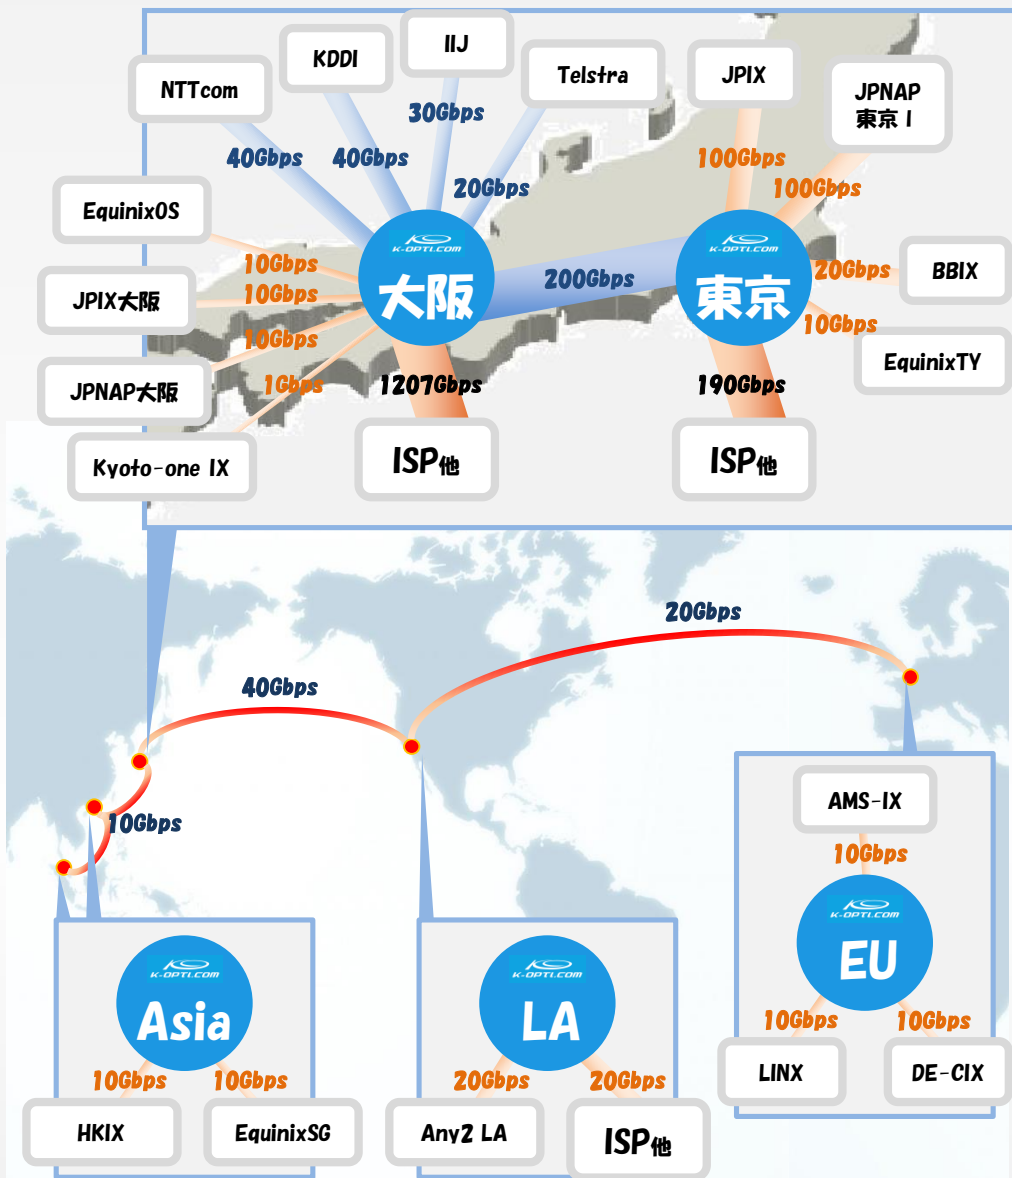 IIJ
KDDI
NTTcom
Telstra
JPIX
JPNAP
東京 I
30Gbps
40Gbps
40Gbps
20Gbps
100Gbps
100Gbps
EquinixOS
K-OPTI.COM
大阪
K-OPTI.COM
東京
10Gbps
200Gbps
20Gbps
BBIX
JPIX大阪
10Gbps
10Gbps
EquinixTY
10Gbps
JPNAP大阪
1Gbps
1207Gbps
190Gbps
Kyoto-one IX
ISP他
ISP他
20Gbps
40Gbps
10Gbps
AMS-IX
10Gbps
K-OPTI.COM
EU
10Gbps
10Gbps
LINX
DE-CIX
K-OPTI.COM
Asia
10Gbps
10Gbps
HKIX
EquinixSG
K-OPTI.COM
LA
20Gbps
20Gbps
Any2 LA
ISP他